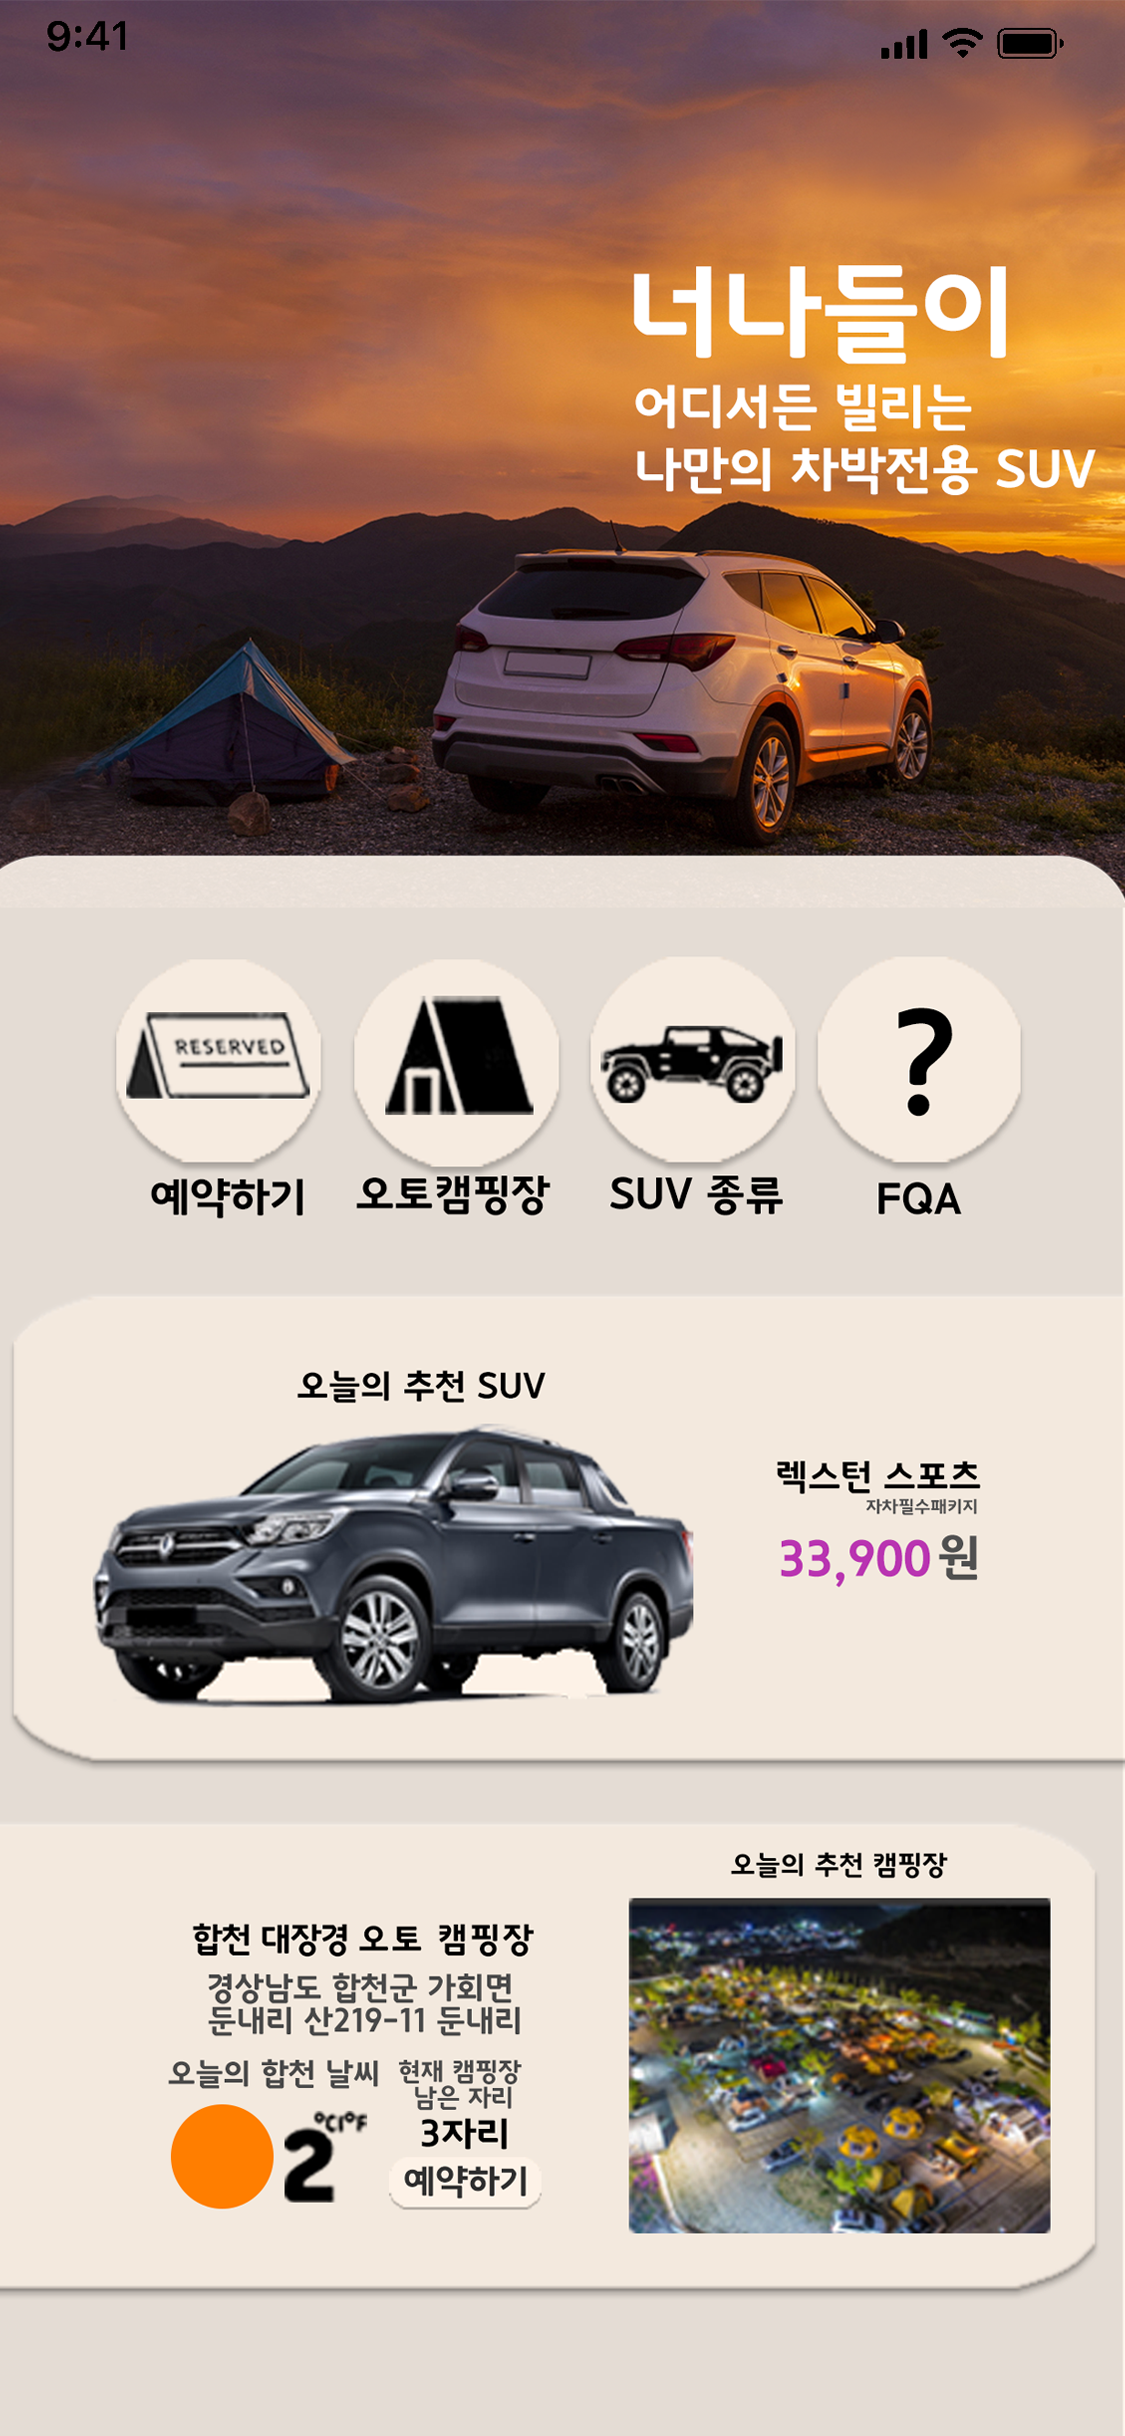 9:41
너나들이
어디서든 빌리는
나만의 차박전용 SUV
RESERVED
예약하기
오토캠핑장
SUV 종류
?
FQA
오늘의 추천 SUV
렉스턴 스포츠
자차필수패키지
33,900원
오늘의 추천 캠핑장
합천 대장경 오토 캠핑장
경상남도 합천군 가회면
둔내리 산219-11 둔내리
오늘의 합천 날씨
2
°C|°F
현재 캠핑장
남은 자리
3자리
예약하기